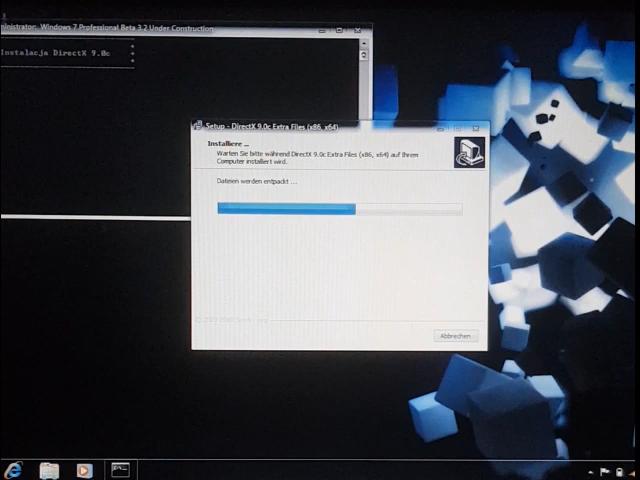 ministrator: Windows 7 Professional Beta 3.2 Under Construction
Instalacja DirectX 9.0c
Setup - DirectX 9.0c Extra Files (x86, x64)
Installiere ...
Warten Sie bitte während DirectX 9.0c Extra Files (x86, x64) auf Ihrem
Computer installiert wird.
Dateien werden entpackt ...
Abbrechen